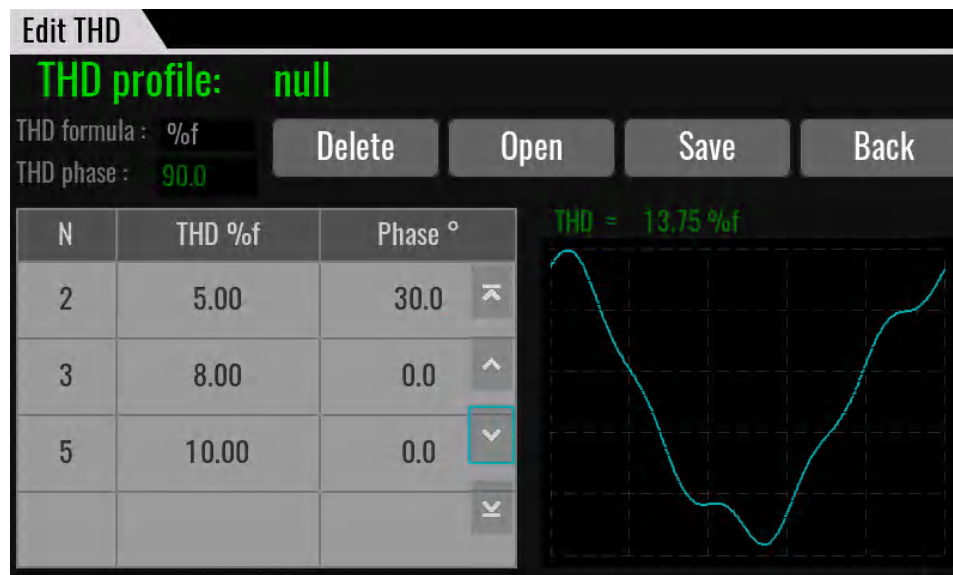 Edit THD
THD profile: null
THD formula : %f
THD phase : 90.0
Delete Open Save Back
N THD %f Phase °
2 5.00 30.0
3 8.00 0.0
5 10.00 0.0
THD = 13.75 %f